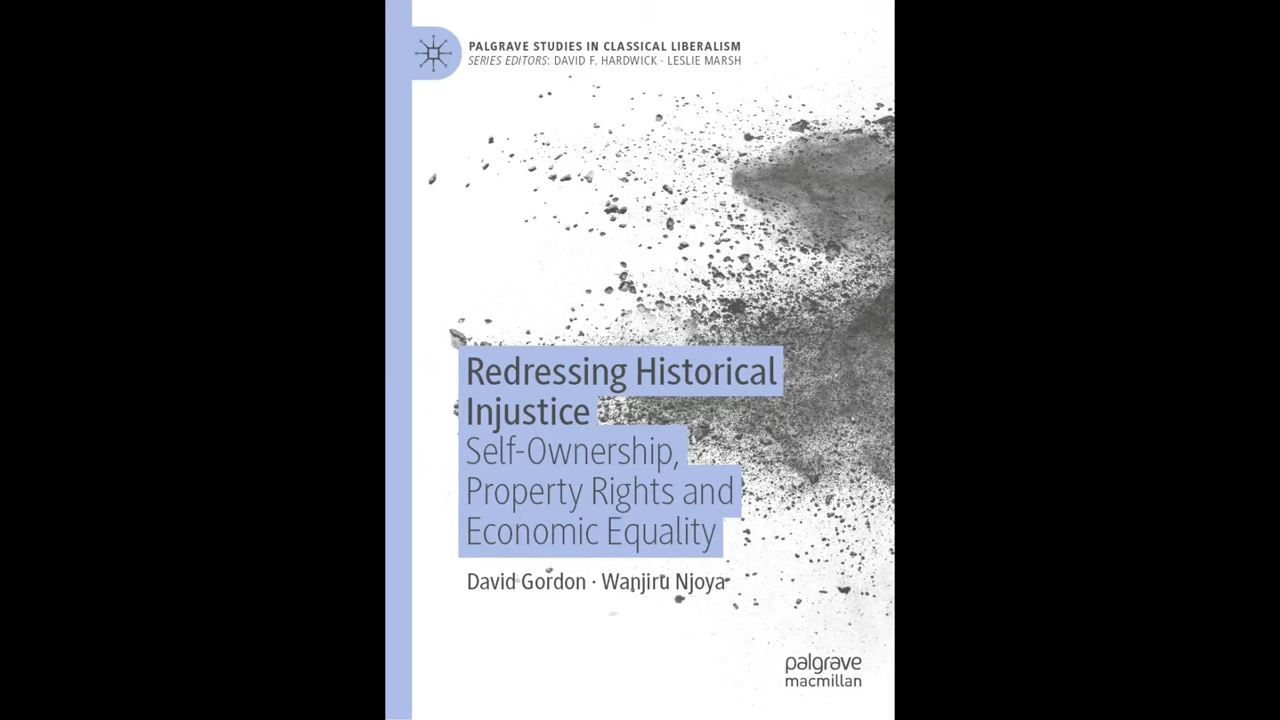 PALGRAVE STUDIES IN CLASSICAL LIBERALISM
SERIES EDITORS: DAVID F. HARDWICK · LESLIE MARSH
Redressing Historical
Injustice
Self-Ownership,
Property Rights and
Economic Equality
David Gordon · Wanjiru Njoya
palgrave
macmillan